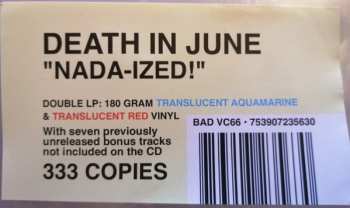 DEATH IN JUNE
"NADA-IZED!"
DOUBLE LP: 180 GRAM TRANSLUCENT AQUAMARINE
& TRANSLUCENT RED VINYL
With seven previously
unreleased bonus tracks
not included on the CD
333 COPIES
BAD VC66 • 753907235630